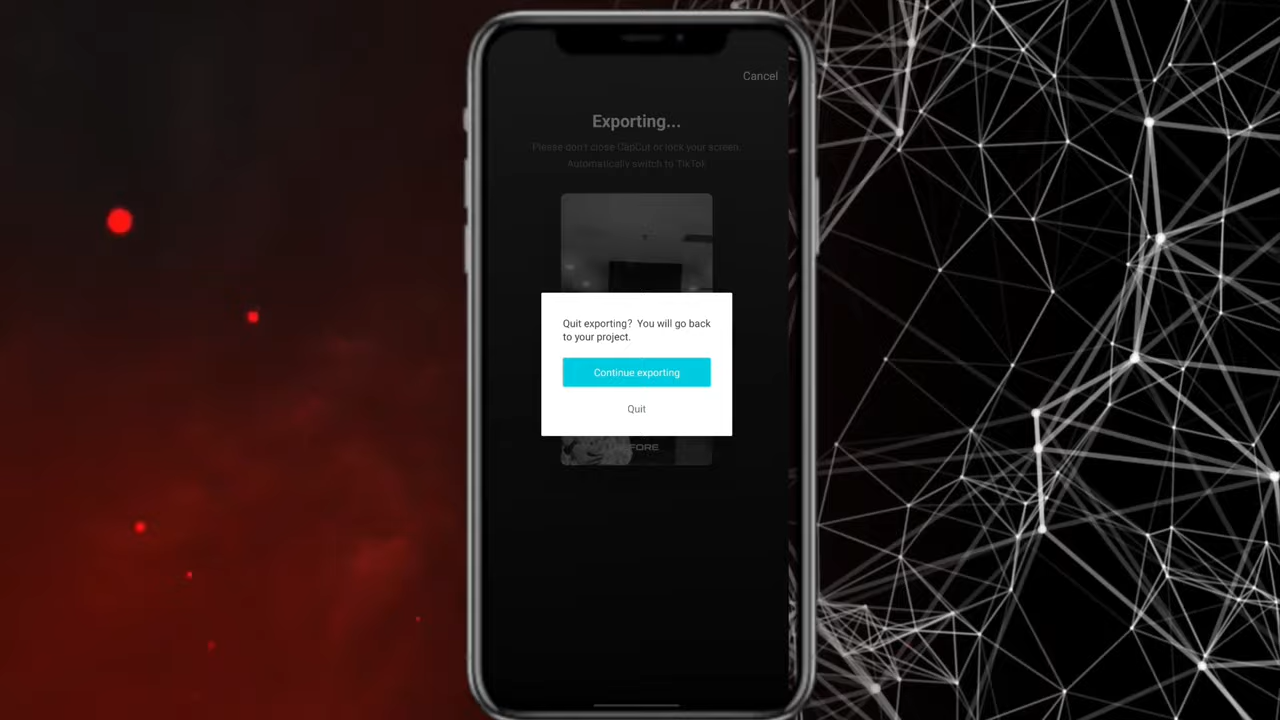 Cancel
Exporting...
Please don't close CapCut or lock your screen.
Automatically switch to TikTok
Quit exporting?  You will go back
to your project.
Continue exporting
Quit
FORE